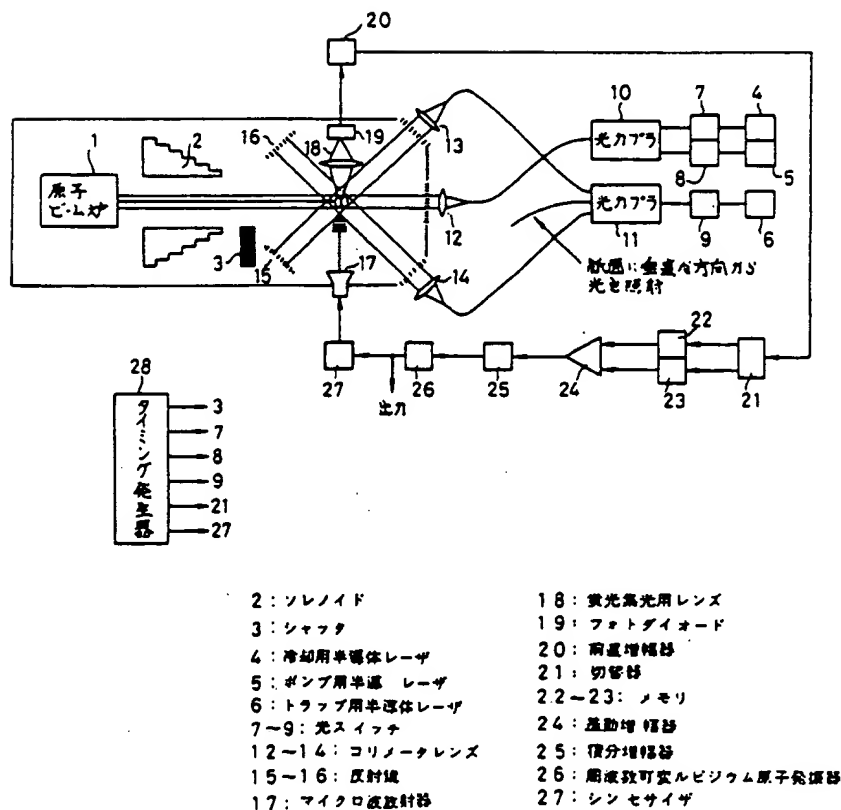 20
1
原子
ビーム炉
2
16
18
19
13
12
3
15
17
14
10
光カプラ
7
4
8
5
光カプラ
11
9
6
紙面に垂直な方向から
光を照射
27
26
25
24
22
23
21
出力
28
タイミング発生器
3
7
8
9
21
27
2:ソレノイド
3:シャッタ
4:冷却用半導体レーザ
5:ポンプ用半導 レーザ
6:トラップ用半導体レーザ
7~9:光スイッチ
12~14:コリメータレンズ
15~16:反射鏡
17:マイクロ波放射器
18:蛍光集光用レンズ
19:フォトダイオード
20:前置増幅器
21:切替器
22~23:メモリ
24:差動増幅器
25:積分増幅器
26:周波数可変ルビジウム原子発振器
27:シンセサイザ